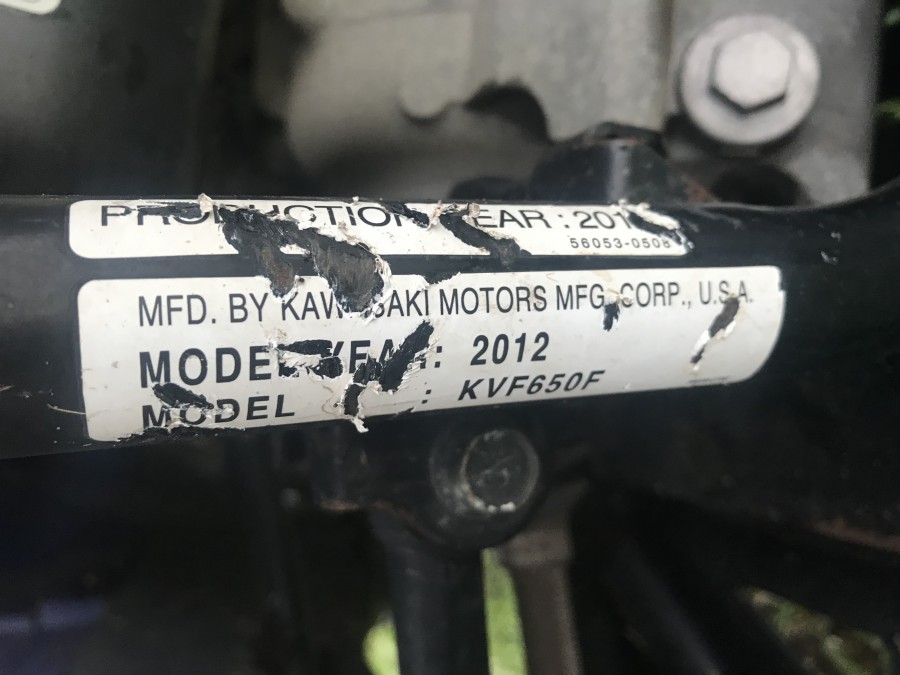 PRODUCTION YEAR : 201
56053-0508
MFD. BY KAWASAKI MOTORS MFG. CORP., U.S.A.
MODEL YEAR : 2012
MODEL : KVF650F